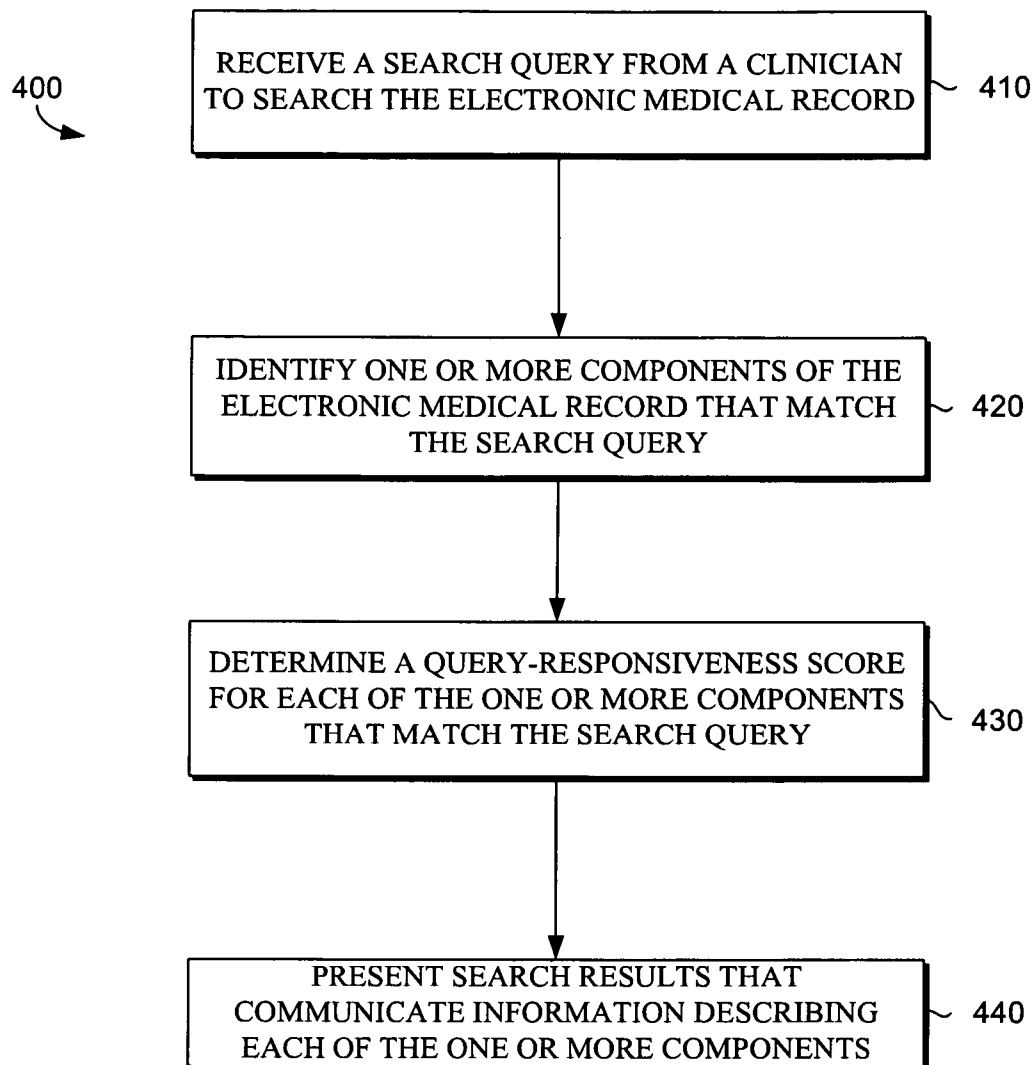 400
RECEIVE A SEARCH QUERY FROM A CLINICIAN
TO SEARCH THE ELECTRONIC MEDICAL RECORD
410
IDENTIFY ONE OR MORE COMPONENTS OF THE
ELECTRONIC MEDICAL RECORD THAT MATCH
THE SEARCH QUERY
420
DETERMINE A QUERY-RESPONSIVENESS SCORE
FOR EACH OF THE ONE OR MORE COMPONENTS
THAT MATCH THE SEARCH QUERY
430
PRESENT SEARCH RESULTS THAT
COMMUNICATE INFORMATION DESCRIBING
EACH OF THE ONE OR MORE COMPONENTS
440